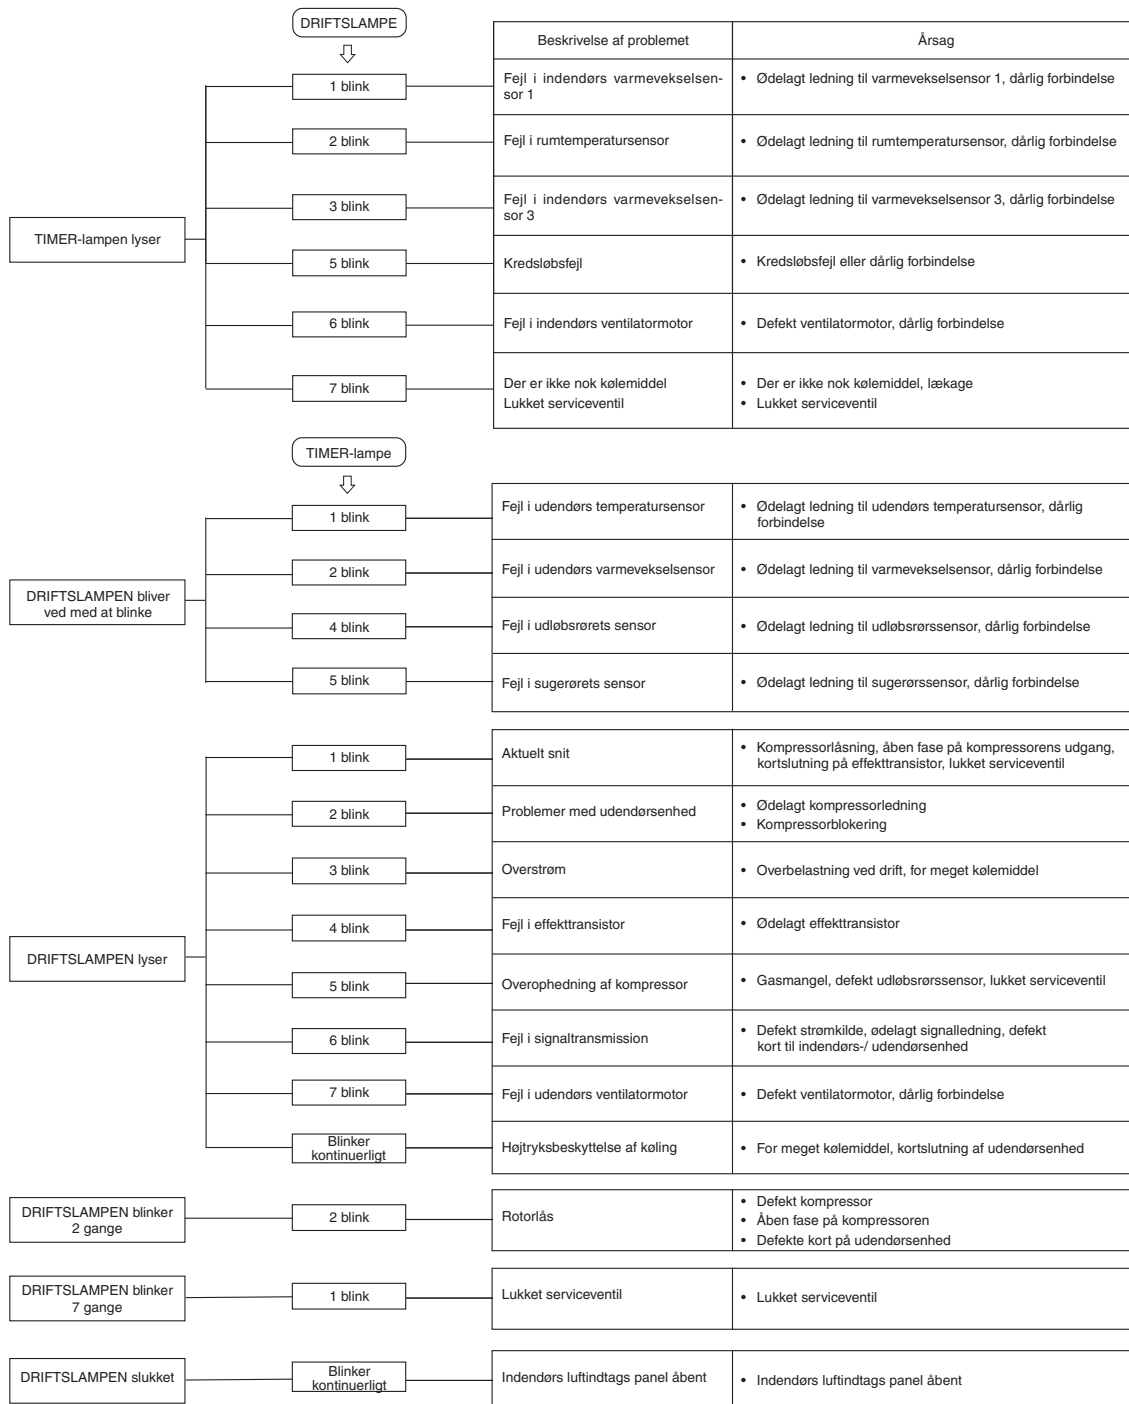 DRIFTSLAMPE
Beskrivelse af problemet
Årsag
TIMER-lampen lyser
1 blink
Fejl i indendørs varmevekselsen-
sor 1
• Ødelagt ledning til varmevekselsensor 1, dårlig forbindelse
2 blink
Fejl i rumtemperatursensor
• Ødelagt ledning til rumtemperatursensor, dårlig forbindelse
3 blink
Fejl i indendørs varmevekselsen-
sor 3
• Ødelagt ledning til varmevekselsensor 3, dårlig forbindelse
5 blink
Kredsløbsfejl
• Kredsløbsfejl eller dårlig forbindelse
6 blink
Fejl i indendørs ventilatormotor
• Defekt ventilatormotor, dårlig forbindelse
7 blink
Der er ikke nok kølemiddel
Lukket serviceventil
• Der er ikke nok kølemiddel, lækage
• Lukket serviceventil
TIMER-lampe
DRIFTSLAMPEN bliver
ved med at blinke
1 blink
Fejl i udendørs temperatursensor
• Ødelagt ledning til udendørs temperatursensor, dårlig
forbindelse
2 blink
Fejl i udendørs varmevekselsensor
• Ødelagt ledning til varmevekselsensor, dårlig forbindelse
4 blink
Fejl i udløbsrørets sensor
• Ødelagt ledning til udløbsrørssensor, dårlig forbindelse
5 blink
Fejl i sugerørets sensor
• Ødelagt ledning til sugerørssensor, dårlig forbindelse
DRIFTSLAMPEN lyser
1 blink
Aktuelt snit
• Kompressorlåsning, åben fase på kompressorens udgang,
kortslutning på effekttransistor, lukket serviceventil
2 blink
Problemer med udendørsenhed
• Ødelagt kompressorledning
• Kompressorblokering
3 blink
Overstrøm
• Overbelastning ved drift, for meget kølemiddel
4 blink
Fejl i effekttransistor
• Ødelagt effekttransistor
5 blink
Overophedning af kompressor
• Gasmangel, defekt udløbsrørssensor, lukket serviceventil
6 blink
Fejl i signaltransmission
• Defekt strømkilde, ødelagt signalledning, defekt
kort til indendørs-/ udendørsenhed
7 blink
Fejl i udendørs ventilatormotor
• Defekt ventilatormotor, dårlig forbindelse
Blinker
kontinuerligt
Højtryksbeskyttelse af køling
• For meget kølemiddel, kortslutning af udendørsenhed
DRIFTSLAMPEN blinker
2 gange
2 blink
Rotorlås
• Defekt kompressor
• Åben fase på kompressoren
• Defekte kort på udendørsenhed
DRIFTSLAMPEN blinker
7 gange
1 blink
Lukket serviceventil
• Lukket serviceventil
DRIFTSLAMPEN slukket
Blinker
kontinuerligt
Indendørs luftindtags panel åbent
• Indendørs luftindtags panel åbent